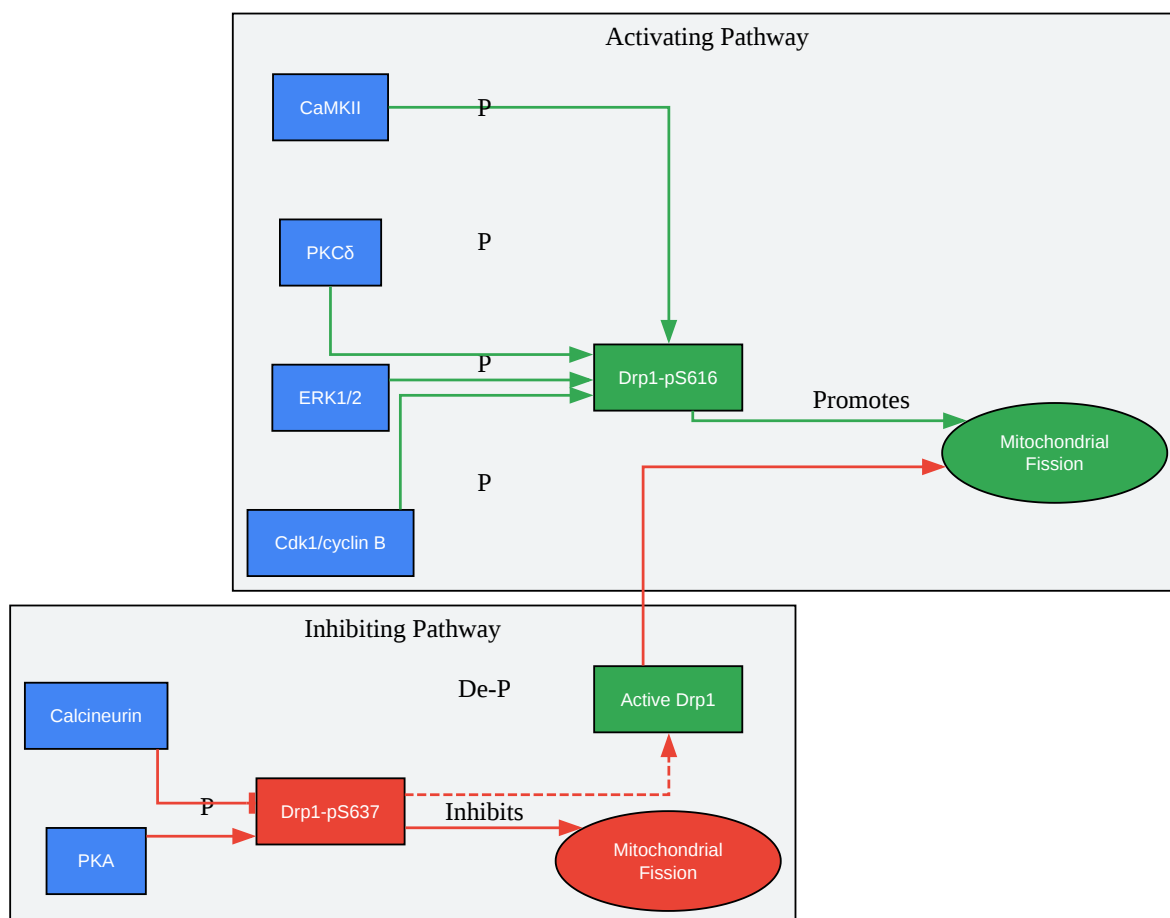 Activating Pathway
CaMKII
P
PKCδ
P
P
ERK1/2
Drp1-pS616
Promotes
Mitochondrial
Fission
P
Cdk1/cyclin B
Inhibiting Pathway
De-P
Calcineurin
Active Drp1
P
Drp1-pS637
Inhibits
PKA
Mitochondrial
Fission